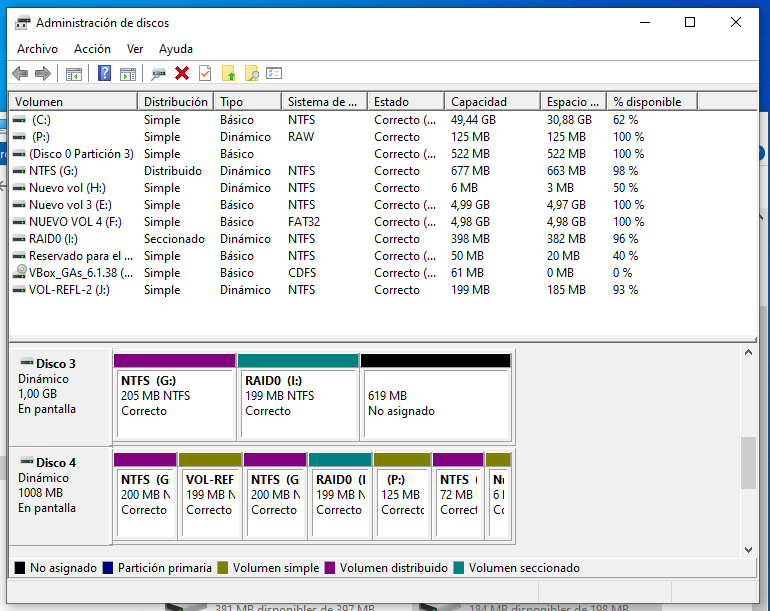 Administración de discos
Archivo Acción Ver Ayuda
Volumen Distribución Tipo Sistema de ... Estado Capacidad Espacio ... % disponible
(C:) Simple Básico NTFS Correcto (... 49,44 GB 30,88 GB 62 %
(P:) Simple Dinámico RAW Correcto (... 125 MB 125 MB 100 %
(Disco 0 Partición 3) Simple Básico Correcto (... 522 MB 522 MB 100 %
NTFS (G:) Distribuido Dinámico NTFS Correcto 677 MB 663 MB 98 %
Nuevo vol (H:) Simple Dinámico NTFS Correcto 6 MB 3 MB 50 %
Nuevo vol 3 (E:) Simple Básico NTFS Correcto (... 4,99 GB 4,97 GB 100 %
NUEVO VOL 4 (F:) Simple Básico FAT32 Correcto (... 4,98 GB 4,98 GB 100 %
RAID0 (I:) Seccionado Dinámico NTFS Correcto 398 MB 382 MB 96 %
Reservado para el ... Simple Básico NTFS Correcto (... 50 MB 20 MB 40 %
VBox_GAs_6.1.38 (... Simple Básico CDFS Correcto (... 61 MB 0 MB 0 %
VOL-REFL-2 (J:) Simple Dinámico NTFS Correcto 199 MB 185 MB 93 %
Disco 3
Dinámico
1,00 GB
En pantalla
NTFS (G:)
205 MB NTFS
Correcto
RAID0 (I:)
199 MB NTFS
Correcto
619 MB
No asignado
Disco 4
Dinámico
1008 MB
En pantalla
NTFS (G
200 MB N
Correcto
VOL-REF
199 MB N
Correcto
NTFS (G
200 MB N
Correcto
RAID0 (I
199 MB N
Correcto
(P:)
125 MB
Correcto
NTFS (
72 MB N
Correct
N
6 I
Co
No asignado Partición primaria Volumen simple Volumen distribuido Volumen seccionado
381 MB disponibles de 397 MB 184 MB disponibles de 198 MB